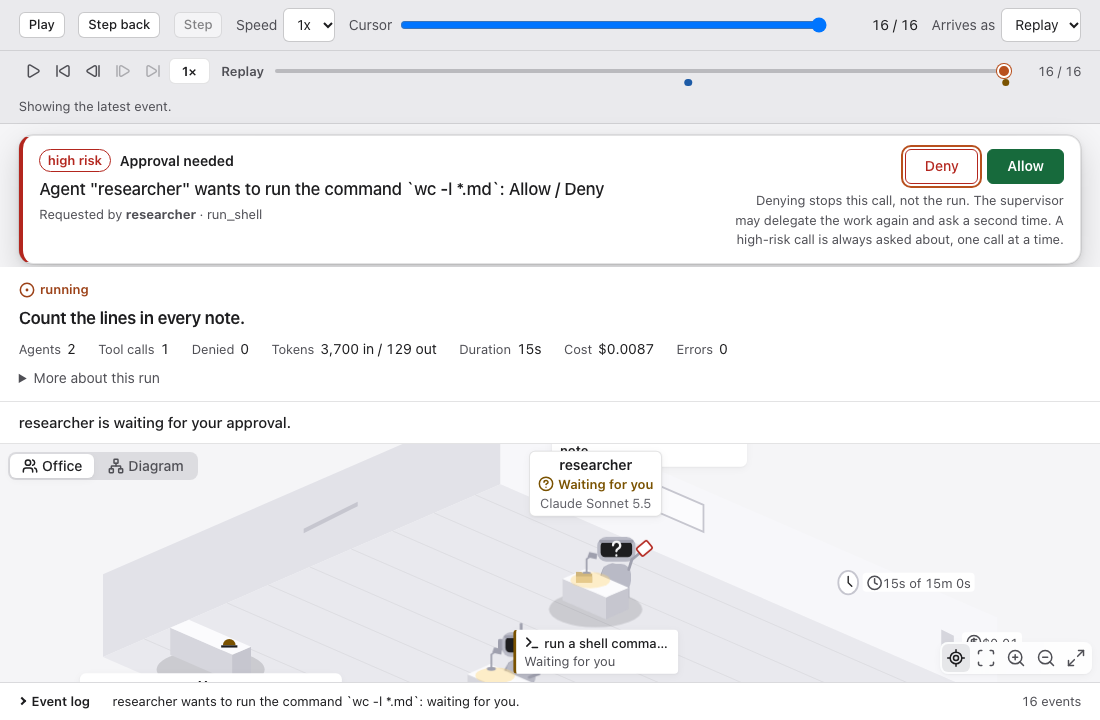 Play Step back Step Speed 1x Cursor 16 / 16 Arrives as Replay
1× Replay 16 / 16
Showing the latest event.
high risk Approval needed
Agent "researcher" wants to run the command `wc -l *.md`: Allow / Deny
Requested by researcher · run_shell
Deny Allow
Denying stops this call, not the run. The supervisor
may delegate the work again and ask a second time. A
high-risk call is always asked about, one call at a time.
running
Count the lines in every note.
Agents 2 Tool calls 1 Denied 0 Tokens 3,700 in / 129 out Duration 15s Cost $0.0087 Errors 0
More about this run
researcher is waiting for your approval.
Office Diagram
researcher
Waiting for you
Claude Sonnet 5.5
?
15s of 15m 0s
run a shell comma...
Waiting for you
Event log researcher wants to run the command `wc -l *.md`: waiting for you. 16 events